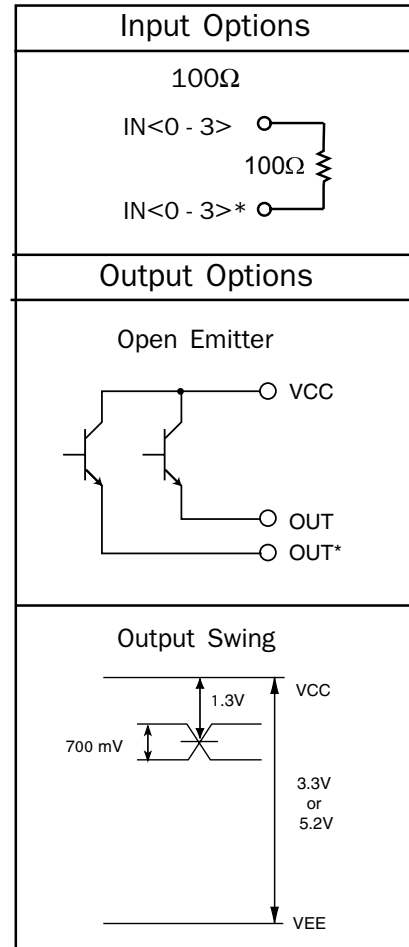 Input Options
100Ω
IN<0 - 3>
100Ω
IN<0 - 3>*
Output Options
Open Emitter
VCC
OUT
OUT*
Output Swing
VCC
1.3V
700 mV
3.3V
or
5.2V
VEE